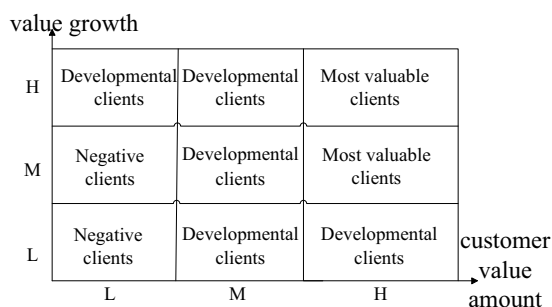 value growth
H
Developmental
clients
Developmental
clients
Most valuable
clients
M
Negative
clients
Developmental
clients
Most valuable
clients
L
Negative
clients
Developmental
clients
Developmental
clients
L
M
H
customer
value
amount